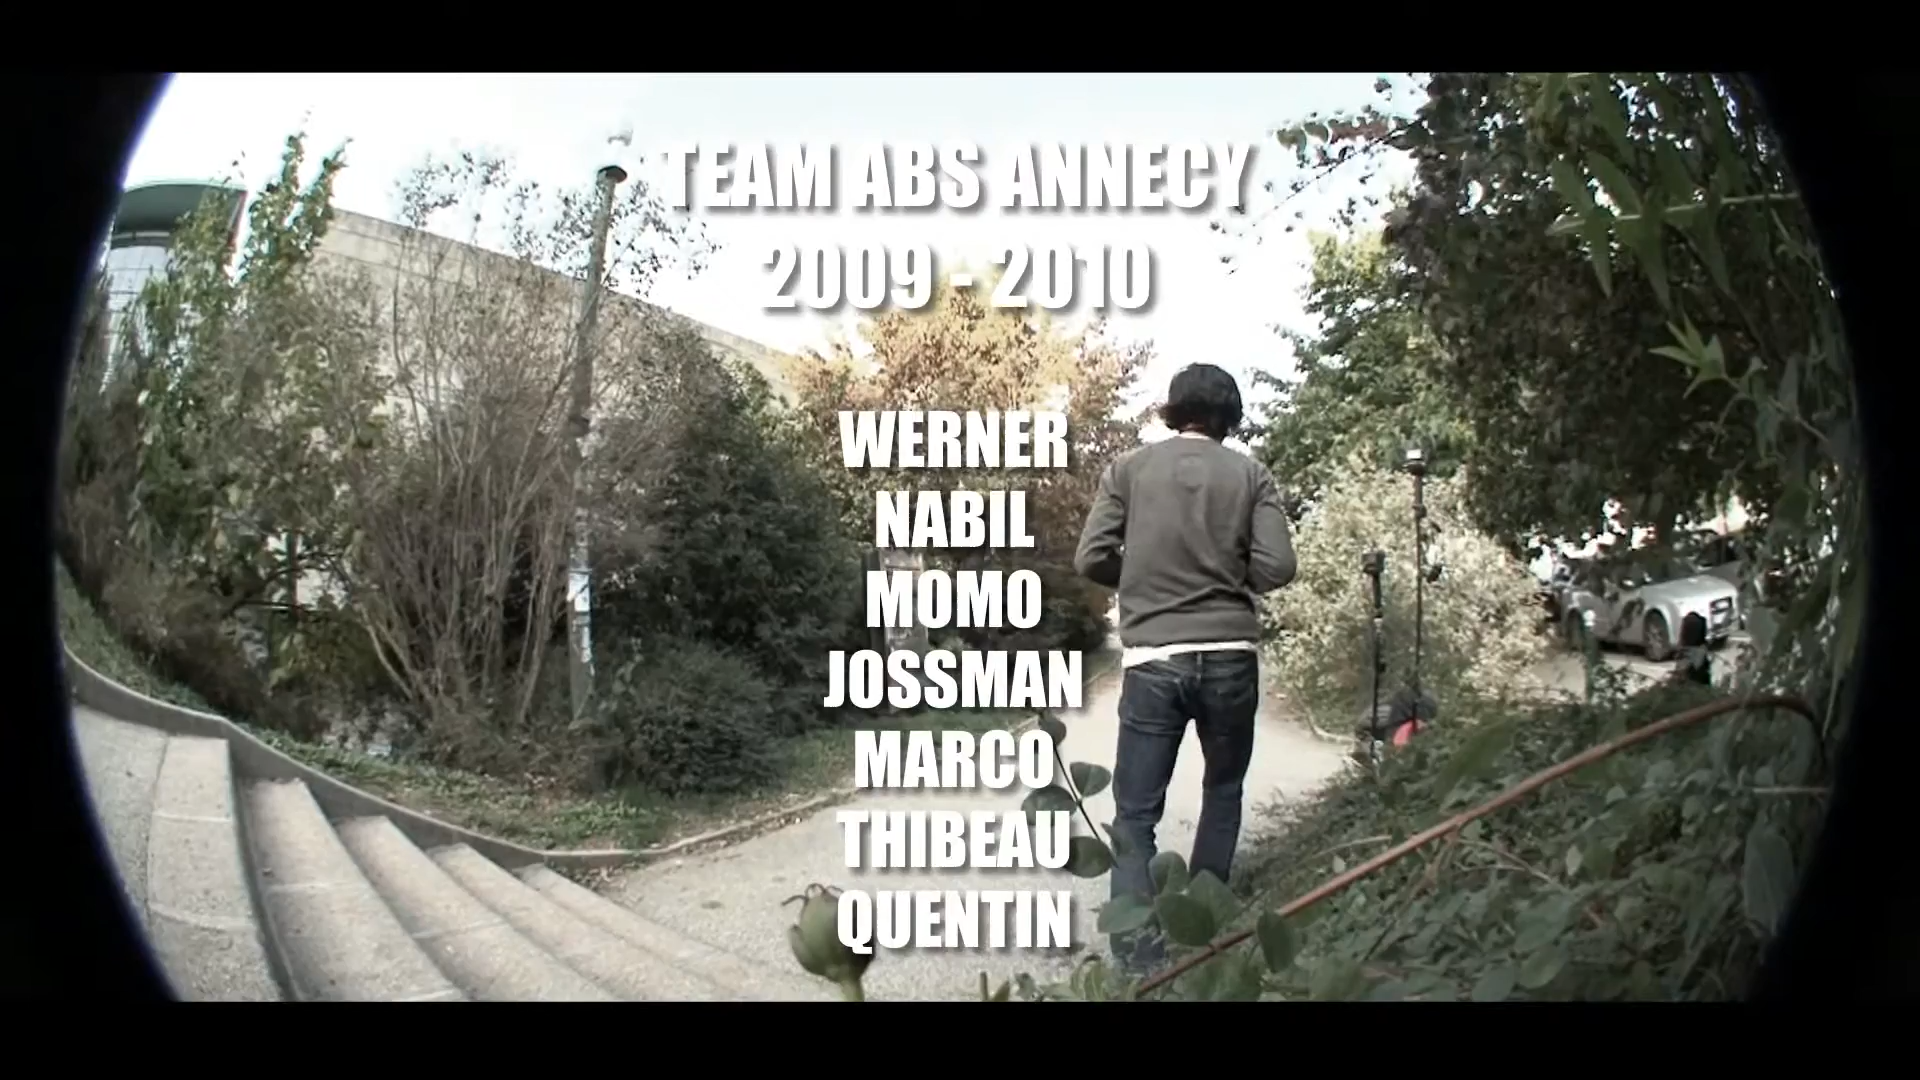 TEAM ABS ANNECY
2009 - 2010
WERNER
NABIL
MOMO
JOSSMAN
MARCO
THIBEAU
QUENTIN